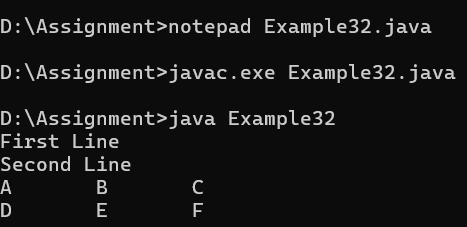 D:\Assignment>notepad Example32.java
D:\Assignment>javac.exe Example32.java
D:\Assignment>java Example32
First Line
Second Line
A       B       C
D       E       F